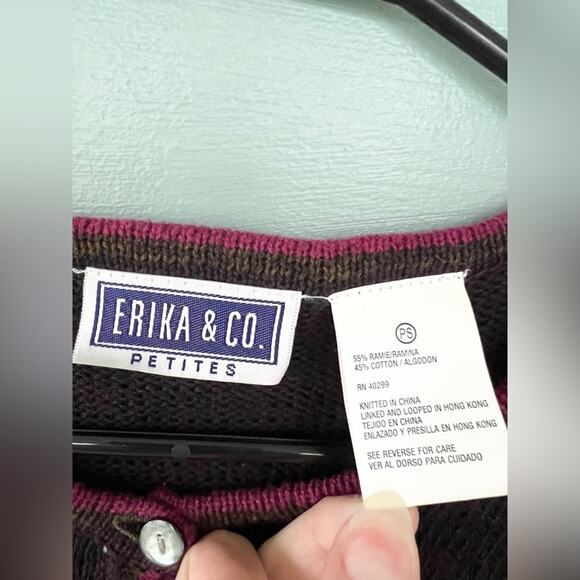 ERIKA & CO.
PETITES
PS
55% RAMIE/RAMINA
45% COTTON / ALGODON
RN 40299
KNITTED IN CHINA
LINKED AND LOOPED IN HONG KONG
TEJIDO EN CHINA
ENLAZADO Y PRESILLA EN HONG KONG
SEE REVERSE FOR CARE
VER AL DORSO PARA CUIDADO